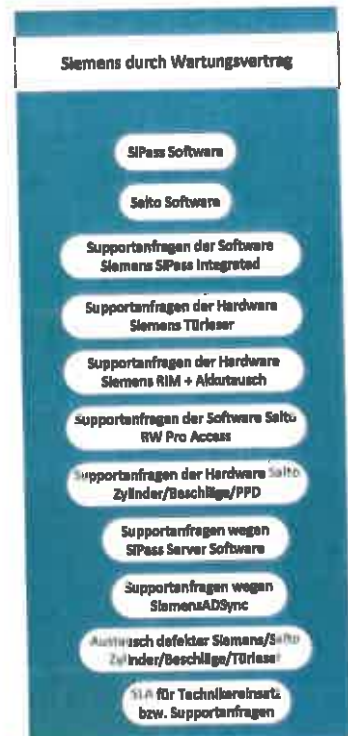 Siemens durch Wartungsvertrag
SiPass Software
Salto Software
Supportanfragen der Software
Siemens SiPass Integrated
Supportanfragen der Hardware
Siemens Türleser
Supportanfragen der Hardware
Siemens RIM + Akkutausch
Supportanfragen der Software Salto
RW Pro Access
Supportanfragen der Hardware Salto
Zylinder/Beschläge/PPD
Supportanfragen wegen
SiPass Server Software
Supportanfragen wegen
SiemensADSync
Austausch defekter Siemens/Salto
Zylinder/Beschläge/Türleser
SLA für Technikereinsatz
bzw. Supportanfragen